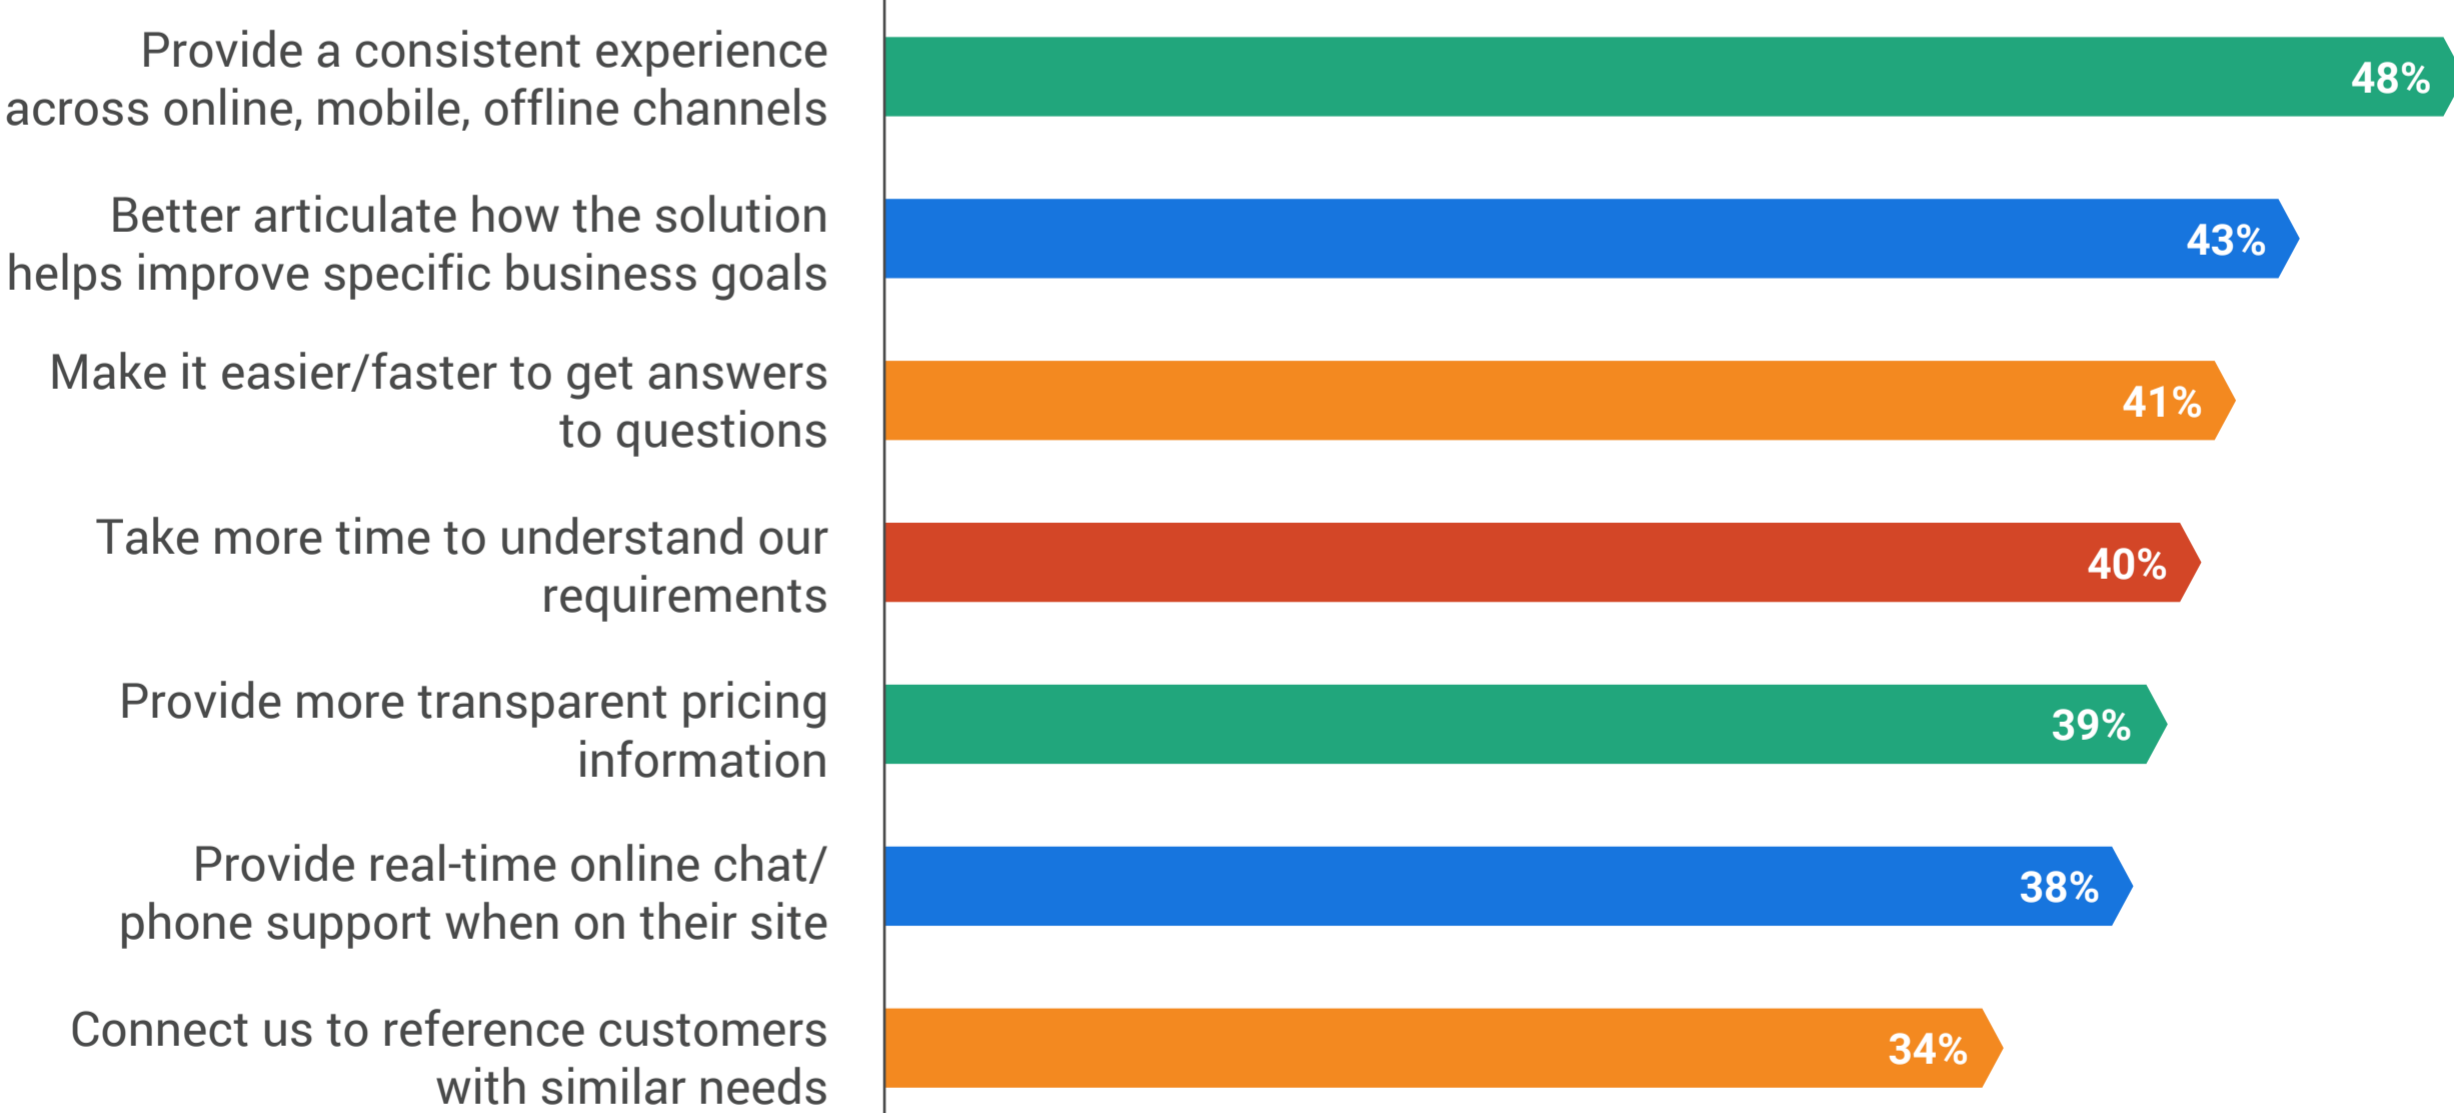 Provide a consistent experience
across online, mobile, offline channels
48%
Better articulate how the solution
helps improve specific business goals
43%
Make it easier/faster to get answers
to questions
41%
Take more time to understand our
requirements
40%
Provide more transparent pricing
information
39%
Provide real-time online chat/
phone support when on their site
38%
Connect us to reference customers
with similar needs
34%